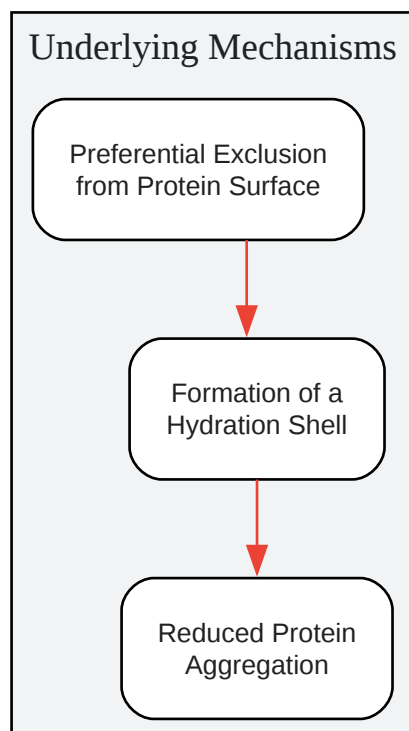 Underlying Mechanisms
Preferential Exclusion
from Protein Surface
Formation of a
Hydration Shell
Reduced Protein
Aggregation